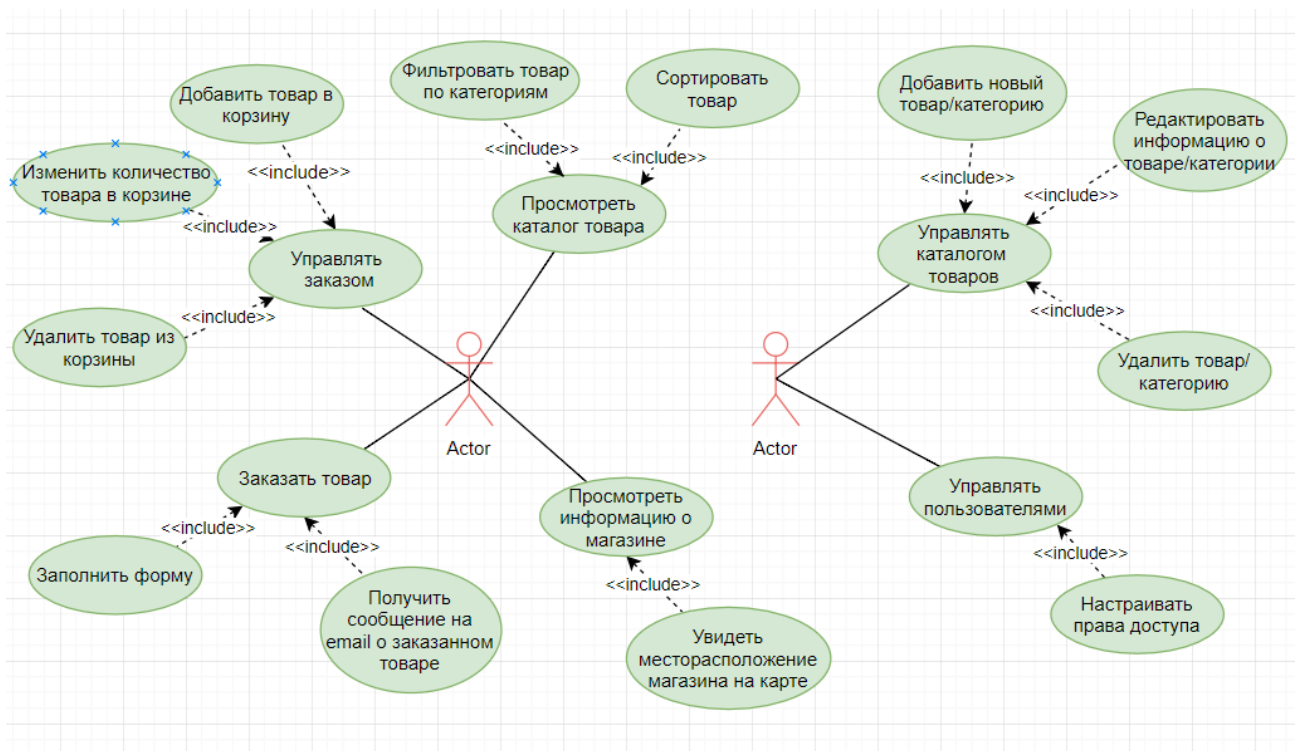 Фильтровать товар
по категориям
Сортировать
товар
Добавить новый
товар/категорию
Добавить товар в
корзину
Редактировать
информацию о
товаре/категории
<<include>>
<<include>>
<<include>>
Изменить количество
товара в корзине
<<include>>
<<include>>
<<include>>
Просмотреть
каталог товара
<<include>>
Управлять
заказом
Управлять
каталогом
товаров
<<include>>
<<include>>
Удалить товар из
корзины
Удалить товар/
категорию
Actor
Actor
Заказать товар
Просмотреть
информацию о
магазине
Управлять
пользователями
<<include>>
<<include>>
<<include>>
<<include>>
Заполнить форму
Получить
сообщение на
email о заказанном
товаре
Увидеть
месторасположение
магазина на карте
Настраивать
права доступа